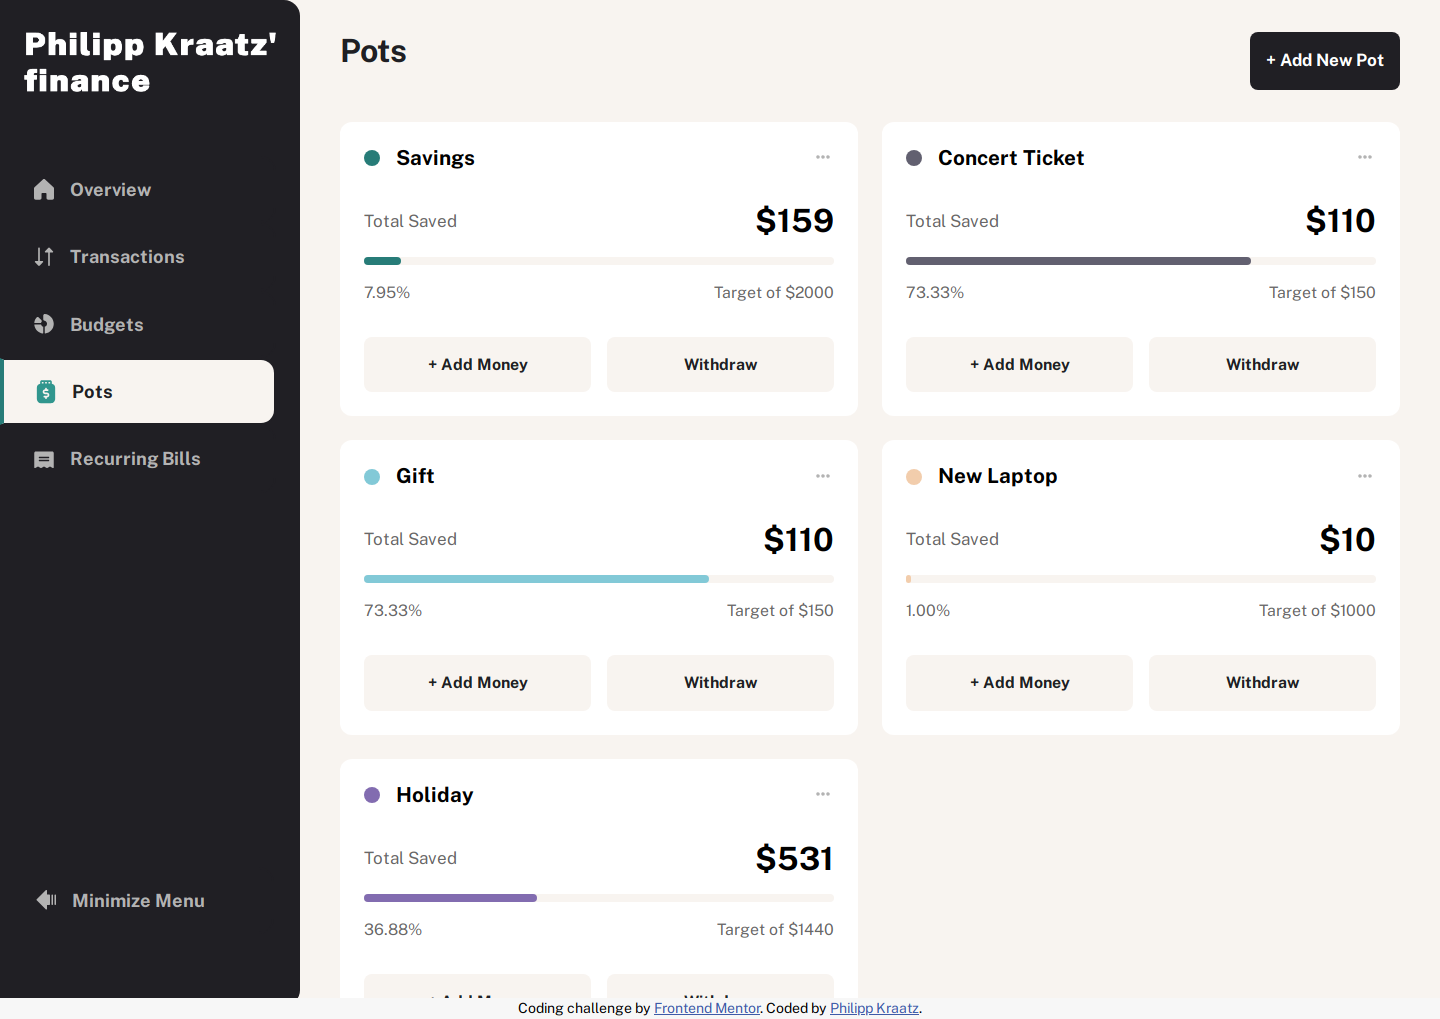 Philipp Kraatz'
finance
Overview
Transactions
Budgets
Pots
Recurring Bills
Minimize Menu
Pots
+ Add New Pot
Savings
Total Saved
$159
7.95%
Target of $2000
+ Add Money
Withdraw
Concert Ticket
Total Saved
$110
73.33%
Target of $150
+ Add Money
Withdraw
Gift
Total Saved
$110
73.33%
Target of $150
+ Add Money
Withdraw
New Laptop
Total Saved
$10
1.00%
Target of $1000
+ Add Money
Withdraw
Holiday
Total Saved
$531
36.88%
Target of $1440
Coding challenge by Frontend Mentor. Coded by Philipp Kraatz.